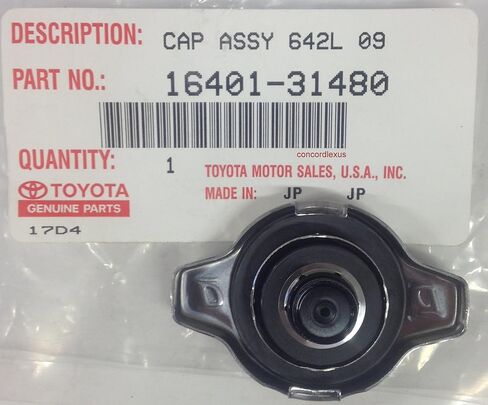 DESCRIPTION: CAP ASSY 642L 09
PART NO.: 16401-31480
concordlexus
QUANTITY: 1 TOYOTA MOTOR SALES, U.S.A., INC.
TOYOTA MADE IN: JP JP
GENUINE PARTS
17D4